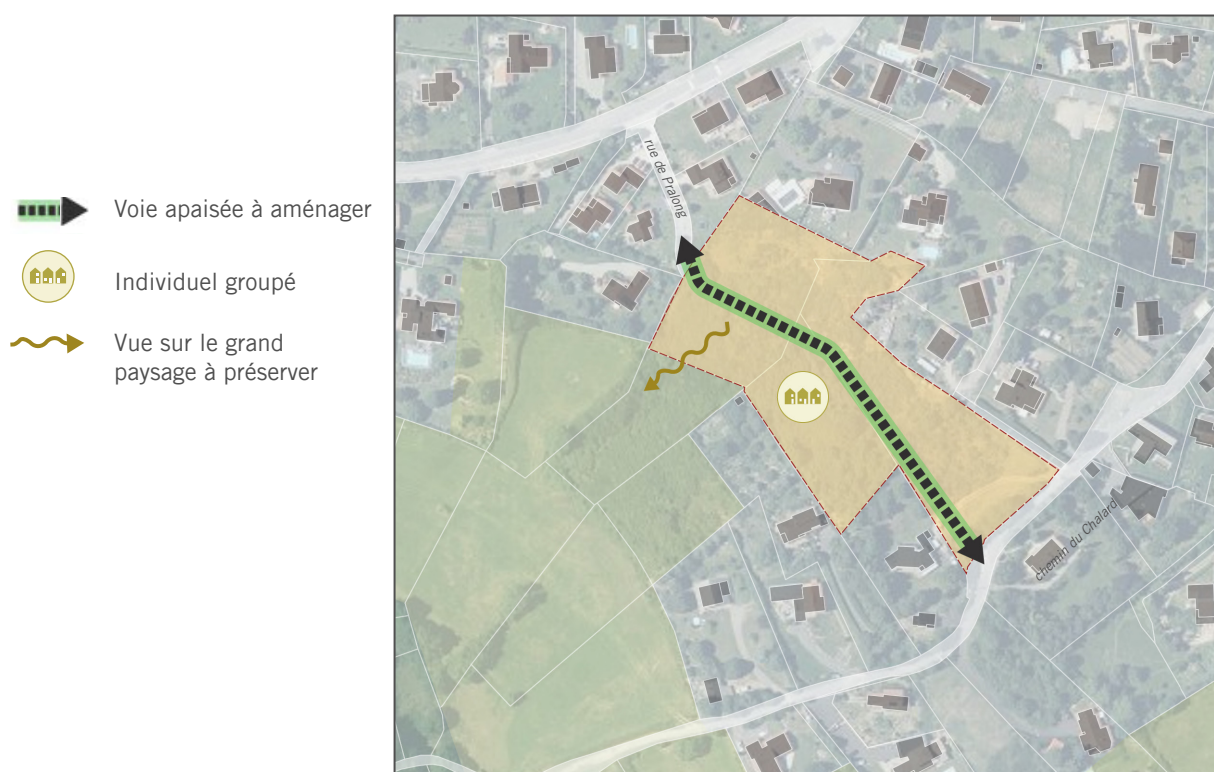 Voie apaisée à aménager
Individuel groupé
Vue sur le grand
paysage à préserver
rue de Pralong
chemin du Chalard